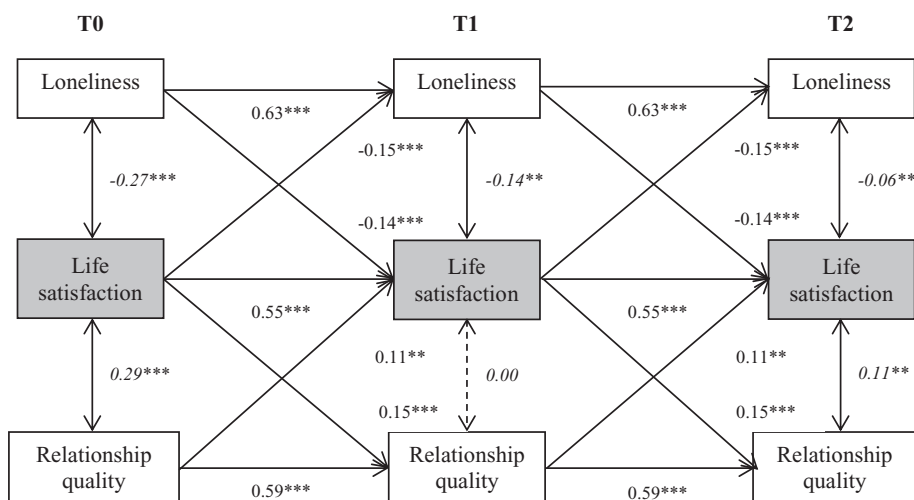 T0 T1 T2
Loneliness Loneliness Loneliness
0.63*** 0.63***
-0.15*** -0.15***
-0.27*** -0.14** -0.06**
-0.14*** -0.14***
Life Life Life
satisfaction satisfaction satisfaction
0.55*** 0.55***
0.11** 0.11**
0.29*** 0.00 0.11**
0.15*** 0.15***
Relationship Relationship Relationship
quality quality quality
0.59*** 0.59***